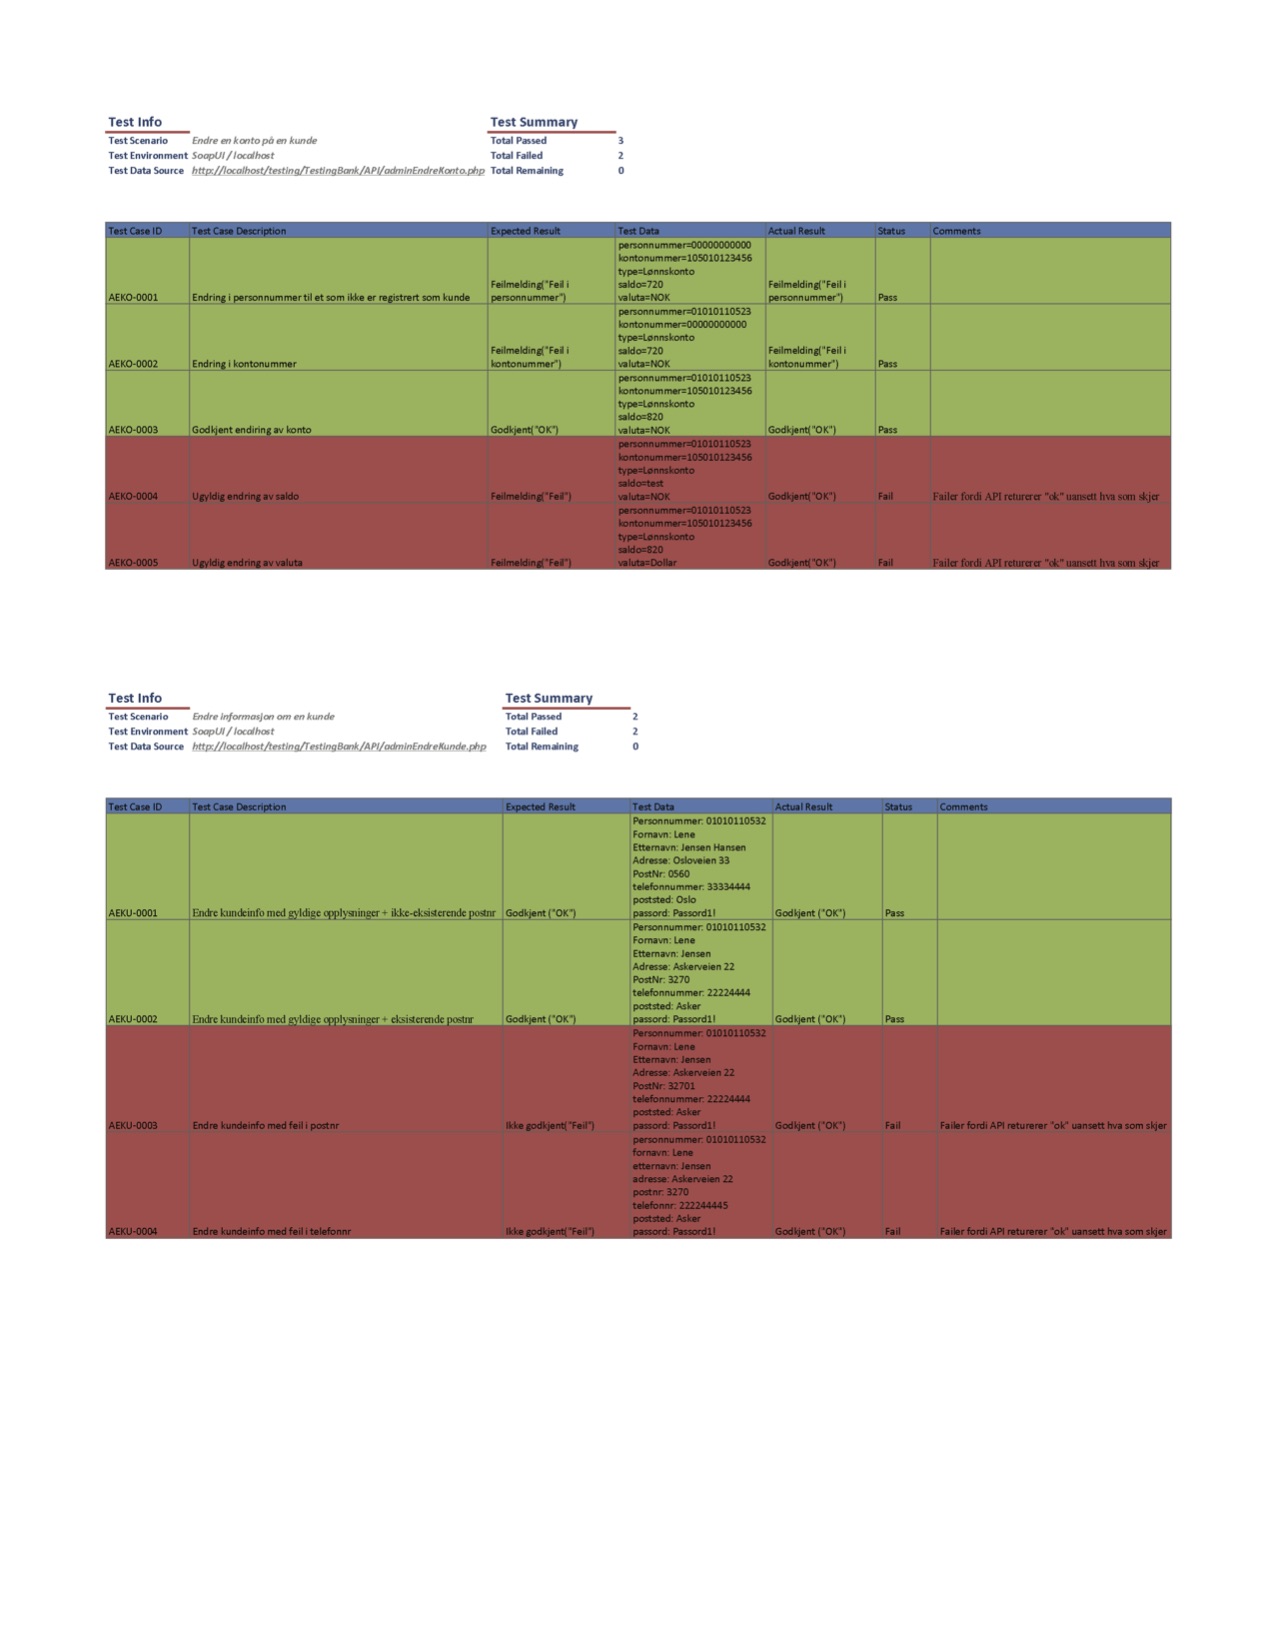 Test Info Test Summary
Test Scenario Endre en konto på en kunde Total Passed 3
Test Environment SoapUI / localhost Total Failed 2
Test Data Source http://localhost/testing/TestingBank/API/adminEndreKonto.php Total Remaining 0
Test Case ID Test Case Description Expected Result Test Data Actual Result Status Comments
personnummer=00000000000
kontonummer=105010123456
type=Lønnskonto
Feilmelding("Feil i saldo=720 Feilmelding("Feil i
AEKO-0001 Endring i personnummer til et som ikke er registrert som kunde personnummer") valuta=NOK personnummer") Pass
personnummer=01010110523
kontonummer=00000000000
type=Lønnskonto
Feilmelding("Feil i saldo=720 Feilmelding("Feil i
AEKO-0002 Endring i kontonummer kontonummer") valuta=NOK kontonummer") Pass
personnummer=01010110523
kontonummer=105010123456
type=Lønnskonto
saldo=820
AEKO-0003 Godkjent endiring av konto Godkjent("OK") valuta=NOK Godkjent("OK") Pass
personnummer=01010110523
kontonummer=105010123456
type=Lønnskonto
saldo=test
AEKO-0004 Ugyldig endring av saldo Feilmelding("Feil") valuta=NOK Godkjent("OK") Fail Failer fordi API returerer "ok" uansett hva som skjer
personnummer=01010110523
kontonummer=105010123456
type=Lønnskonto
saldo=820
AEKO-0005 Ugyldig endring av valuta Feilmelding("Feil") valuta=Dollar Godkjent("OK") Fail Failer fordi API returerer "ok" uansett hva som skjer
Test Info Test Summary
Test Scenario Endre informasjon om en kunde Total Passed 2
Test Environment SoapUI / localhost Total Failed 2
Test Data Source http://localhost/testing/TestingBank/API/adminEndreKunde.php Total Remaining 0
Test Case ID Test Case Description Expected Result Test Data Actual Result Status Comments
Personnummer: 01010110532
Fornavn: Lene
Etternavn: Jensen Hansen
Adresse: Osloveien 33
PostNr: 0560
telefonnummer: 33334444
poststed: Oslo
AEKU-0001 Endre kundeinfo med gyldige opplysninger + ikke-eksisterende postnr Godkjent ("OK") passord: Passord1! Godkjent ("OK") Pass
Personnummer: 01010110532
Fornavn: Lene
Etternavn: Jensen
Adresse: Askerveien 22
PostNr: 3270
telefonnummer: 22224444
poststed: Asker
AEKU-0002 Endre kundeinfo med gyldige opplysninger + eksisterende postnr Godkjent ("OK") passord: Passord1! Godkjent ("OK") Pass
Personnummer: 01010110532
Fornavn: Lene
Etternavn: Jensen
Adresse: Askerveien 22
PostNr: 32701
telefonnummer: 22224444
poststed: Asker
AEKU-0003 Endre kundeinfo med feil i postnr Ikke godkjent("Feil") passord: Passord1! Godkjent ("OK") Fail Failer fordi API returerer "ok" uansett hva som skjer
personnummer: 01010110532
fornavn: Lene
etternavn: Jensen
adresse: Askerveien 22
postnr: 3270
telefonnr: 222244445
poststed: Asker
AEKU-0004 Endre kundeinfo med feil i telefonnr Ikke godkjent("Feil") passord: Passord1! Godkjent ("OK") Fail Failer fordi API returerer "ok" uansett hva som skjer